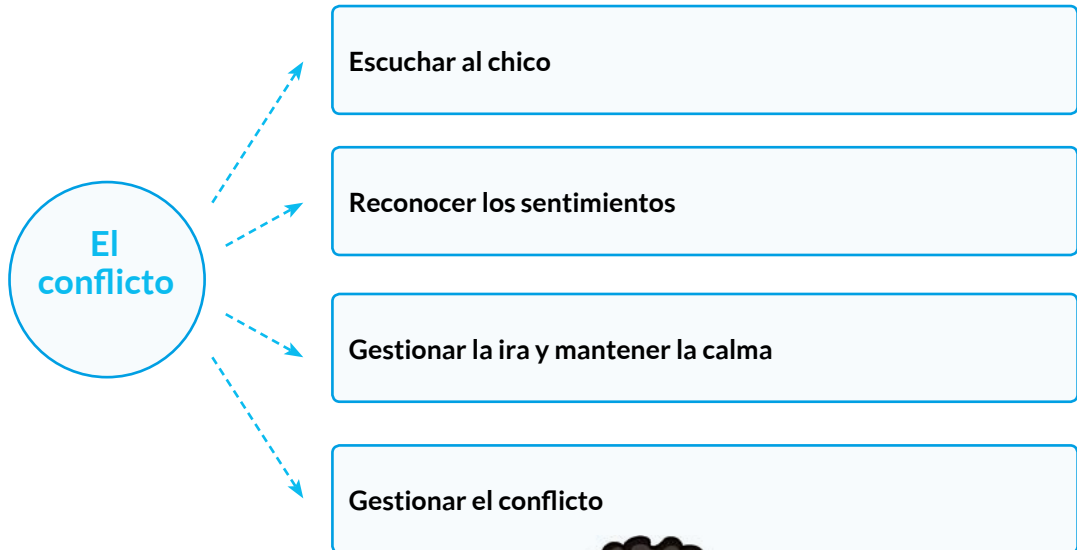 Escuchar al chico
Reconocer los sentimientos
El
conflicto
Gestionar la ira y mantener la calma
Gestionar el conflicto